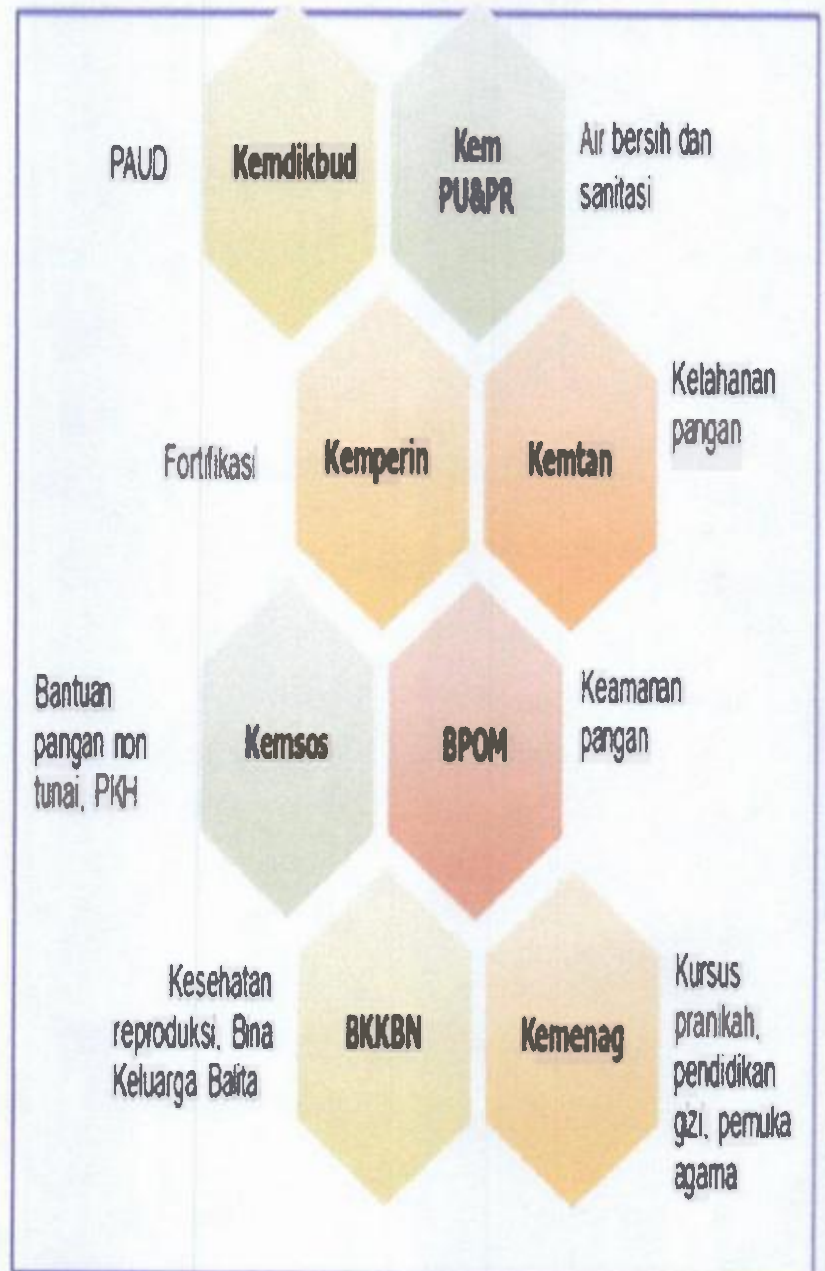 PAUD
Kemdikbud
Kem
PU&PR
Air bersih dan
sanitasi
Fortifikasi
Kemperin
Kemtan
Ketahanan
pangan
Bantuan
pangan non
tunai, PKH
Kemsos
BPOM
Keamanan
pangan
Kesehatan
reproduksi, Bina
Keluarga Balita
BKKBN
Kemenag
Kursus
pranikah,
pendidikan
gizi, pemuka
agama